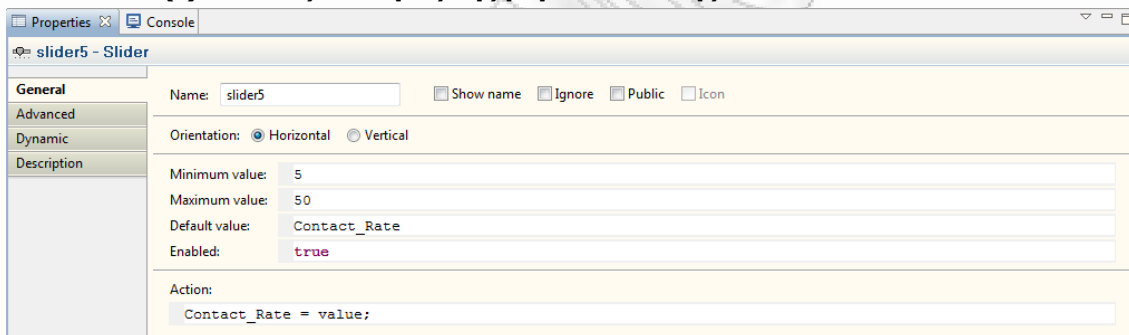 Properties Console
slider5 - Slider
General
Advanced
Dynamic
Description
Name: slider5 Show name Ignore Public Icon
Orientation: Horizontal Vertical
Minimum value: 5
Maximum value: 50
Default value: Contact_Rate
Enabled: true
Action:
Contact_Rate = value;